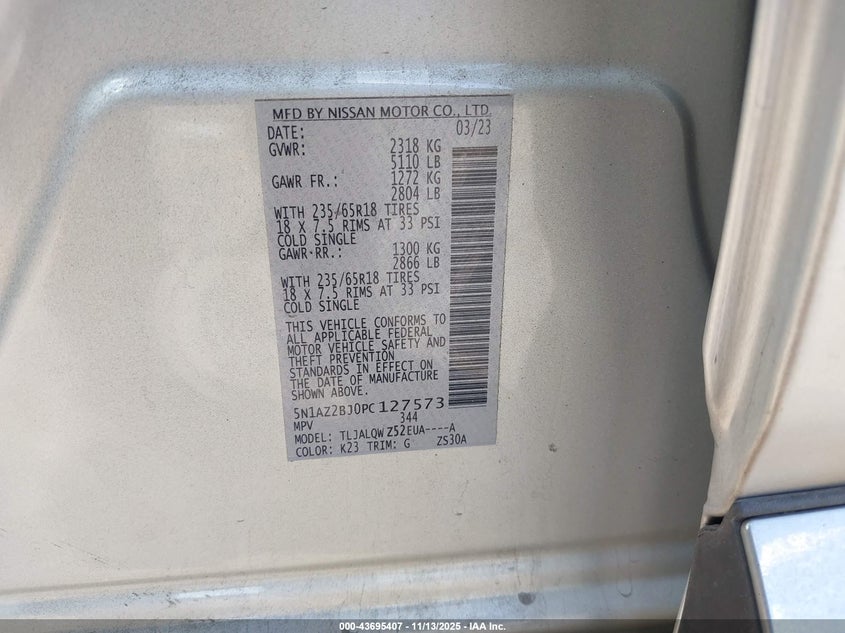 MFD BY NISSAN MOTOR CO., LTD.
DATE: 03/23
GVWR: 2318 KG
5110 LB
GAWR FR.: 1272 KG
2804 LB
WITH 235/65R18 TIRES
18 X 7.5 RIMS AT 33 PSI
COLD SINGLE
GAWR RR.: 1300 KG
2866 LB
WITH 235/65R18 TIRES
18 X 7.5 RIMS AT 33 PSI
COLD SINGLE
THIS VEHICLE CONFORMS TO
ALL APPLICABLE FEDERAL
MOTOR VEHICLE SAFETY AND
THEFT PREVENTION
STANDARDS IN EFFECT ON
THE DATE OF MANUFACTURE
SHOWN ABOVE.
5N1AZ2BJ0PC127573
MPV 344
MODEL: TLJALQWZ52EUA----A
COLOR: K23 TRIM: G ZS30A
000-43695407 - 11/13/2025 - IAA Inc.